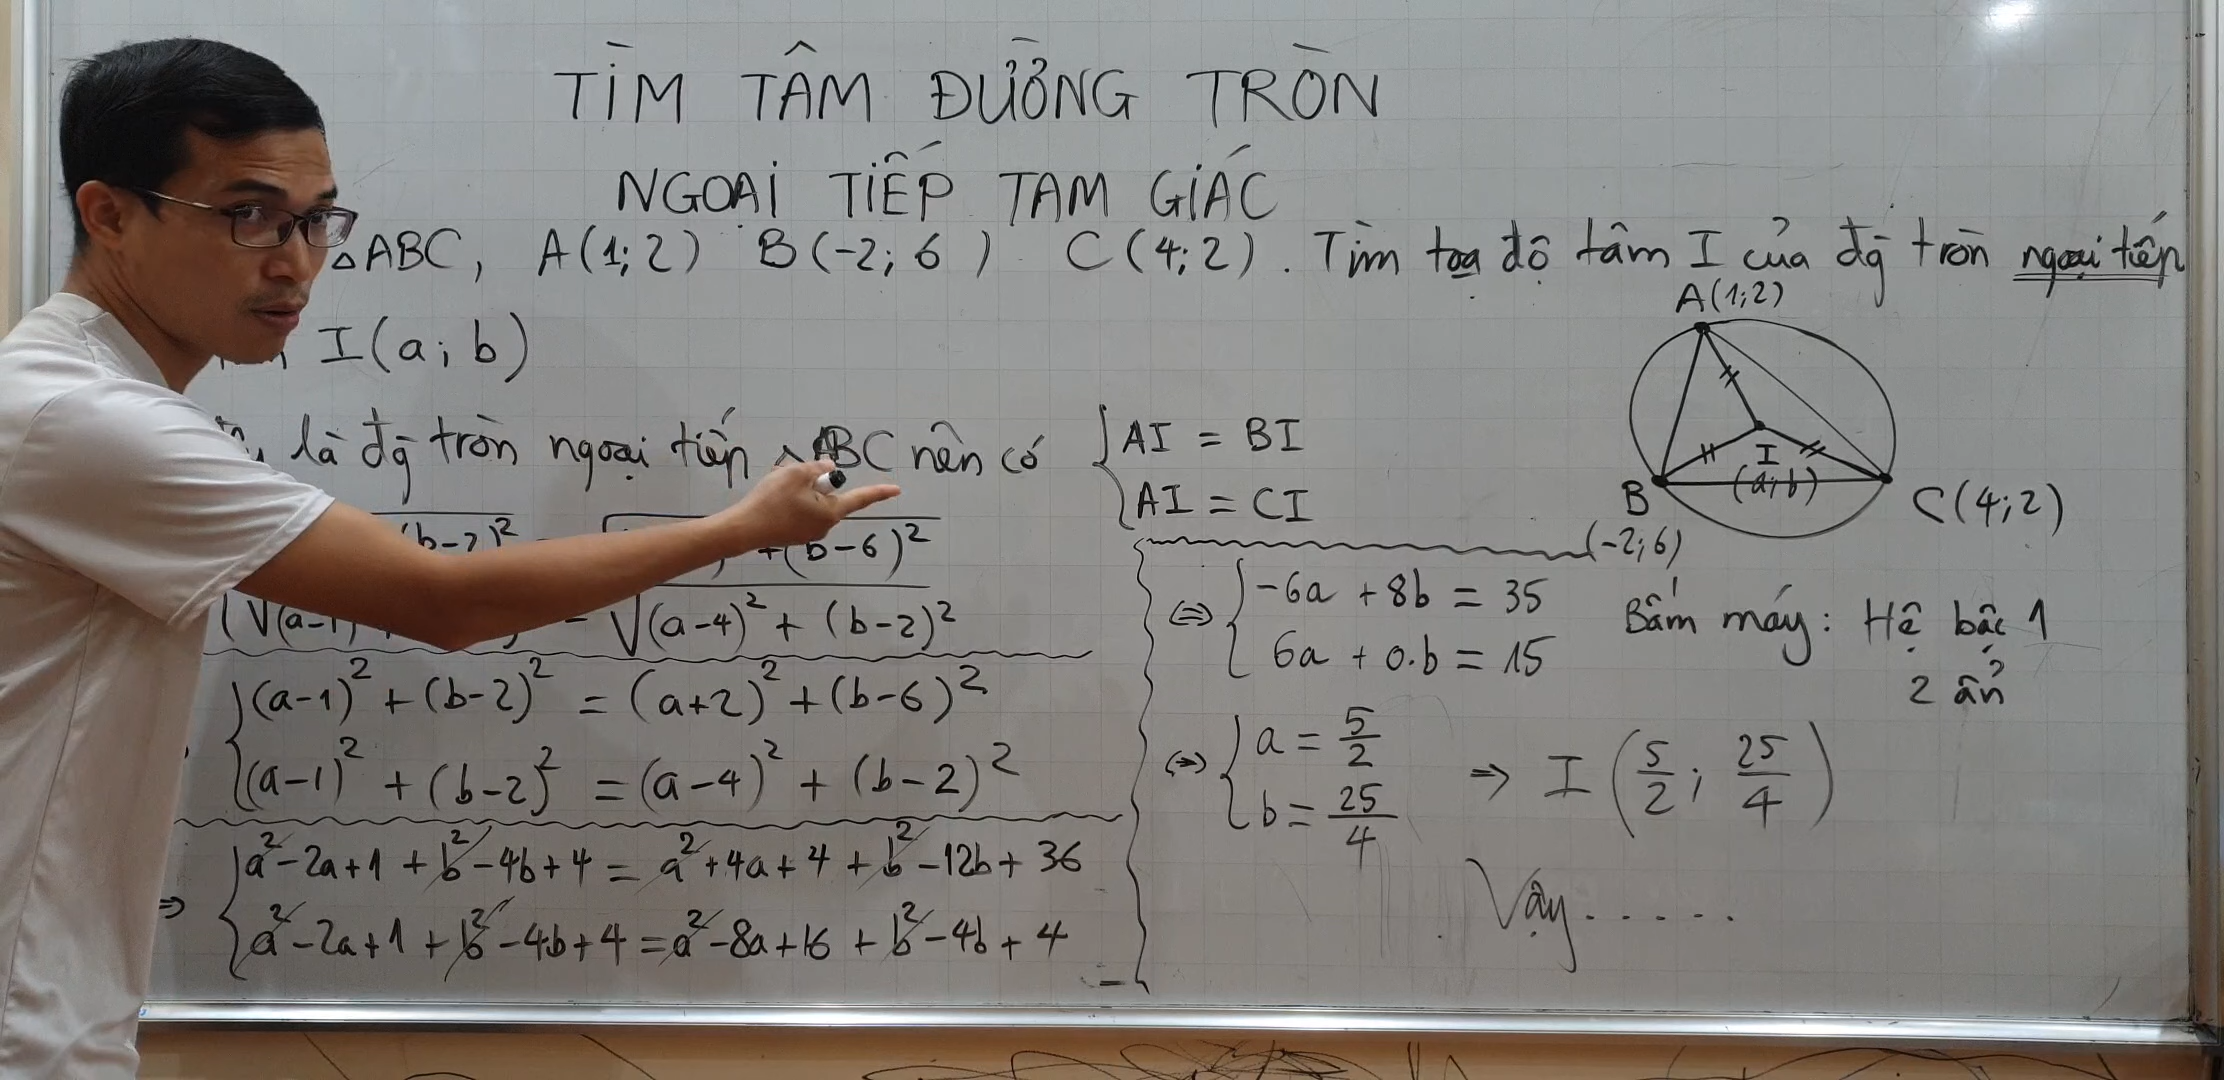 TÌM TÂM ĐƯỜNG TRÒN
NGOẠI TIẾP TAM GIÁC
△ABC, A(1;2) B(-2; 6) C(4;2). Tìm toạ độ tâm I của đg tròn ngoại tiếp
I(a; b)
là đg tròn ngoại tiếp △ABC nên có { AI = BI
AI = CI
A(1;2)
I
(a;b)
B
(-2;6)
C(4;2)
(b-2)² +(b-6)²
√(a-1) = √(a-4)² + (b-2)²
{ (a-1)² + (b-2)² = (a+2)² + (b-6)²
(a-1)² + (b-2)² = (a-4)² + (b-2)²
⇒ { a² - 2a + 1 + b² - 4b + 4 = a² + 4a + 4 + b² - 12b + 36
a² - 2a + 1 + b² - 4b + 4 = a² - 8a + 16 + b² - 4b + 4
⇔ { -6a + 8b = 35
6a + 0.b = 15
Bấm máy: Hệ bậc 1
2 ẩn
⇔ { a = 5/2
b = 25/4
⇒ I (5/2; 25/4)
Vậy......